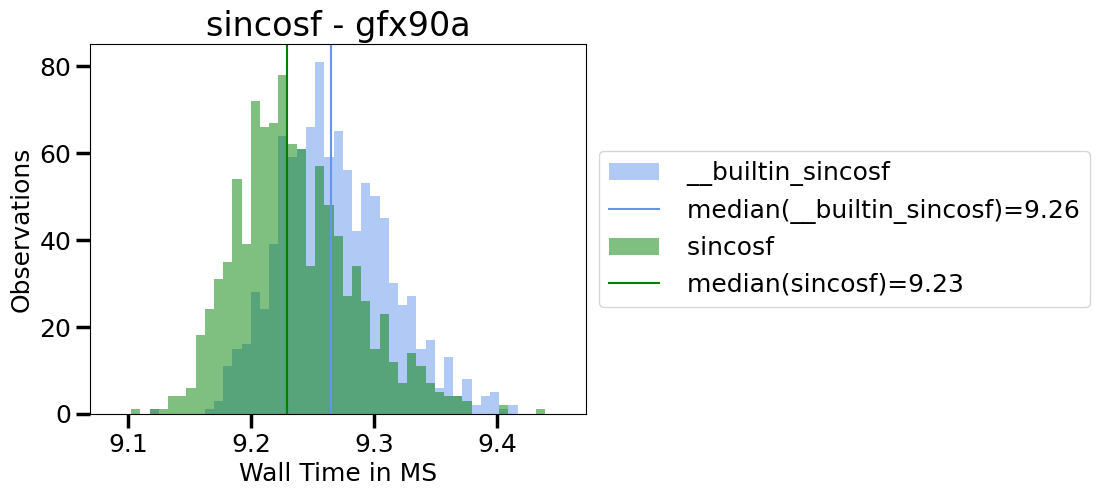 sincosf - gfx90a
Observations
80
60
40
20
0
9.1 9.2 9.3 9.4
Wall Time in MS
__builtin_sincosf
median(__builtin_sincosf)=9.26
sincosf
median(sincosf)=9.23